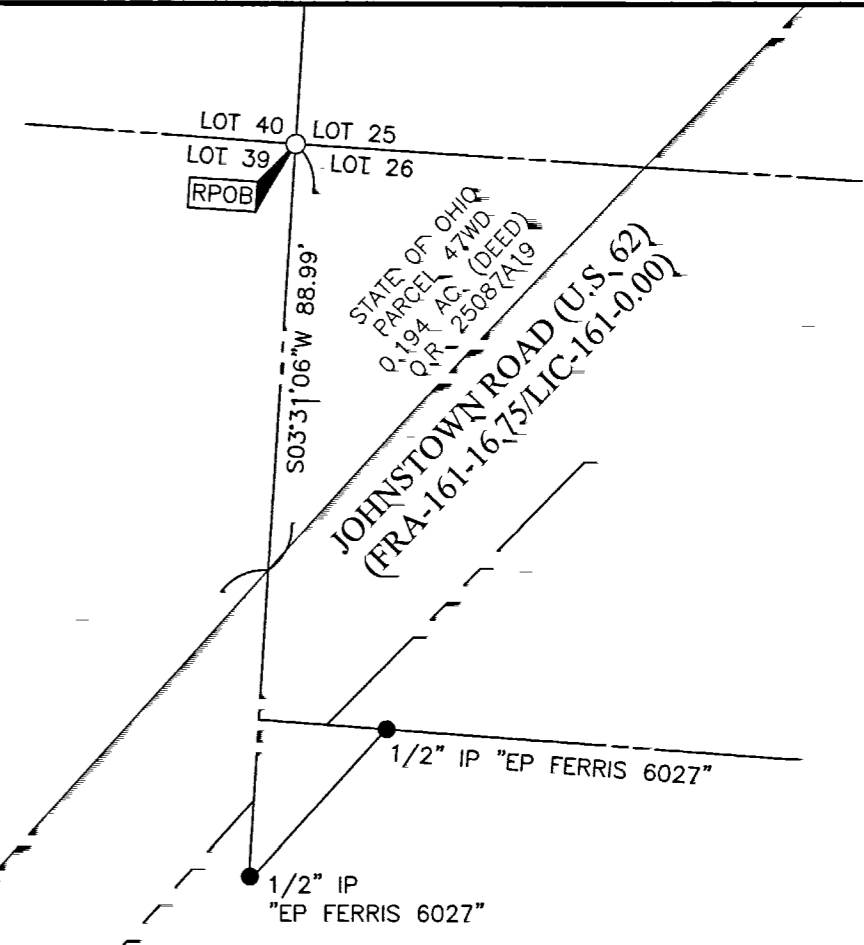 LOT 40
LOT 25
LOT 39
LOT 26
RPOB
S03°31'06"W 88.99'
STATE OF OHIO
PARCEL 47WD
0.194 AC. (DEED)
O.R. 25087A19
JOHNSTOWN ROAD (U.S. 62)
(FRA-161-16.75/LIC-161-0.00)
1/2" IP "EP FERRIS 6027"
1/2" IP
"EP FERRIS 6027"